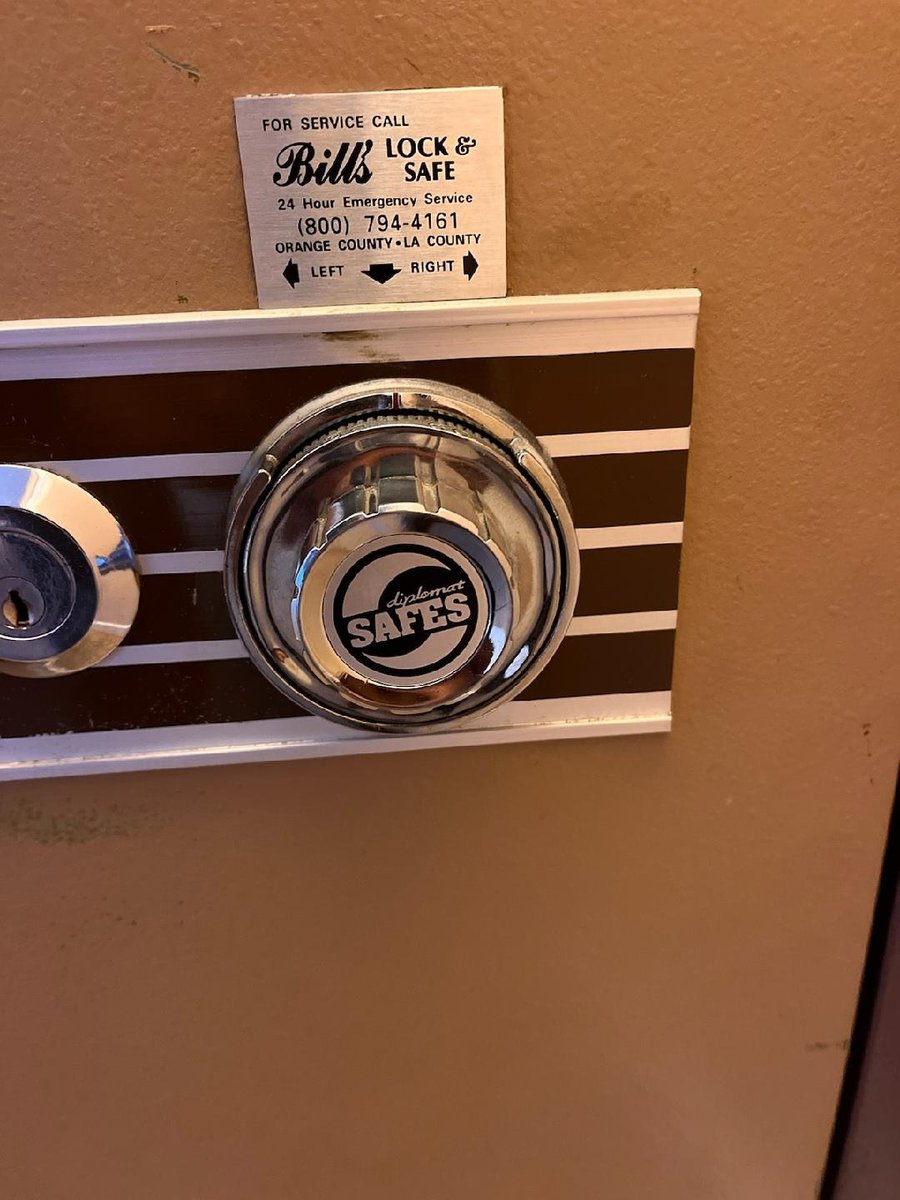 FOR SERVICE CALL
Bill's LOCK &
SAFE
24 Hour Emergency Service
(800) 794-4161
ORANGE COUNTY • LA COUNTY
LEFT RIGHT
diplomat
SAFES